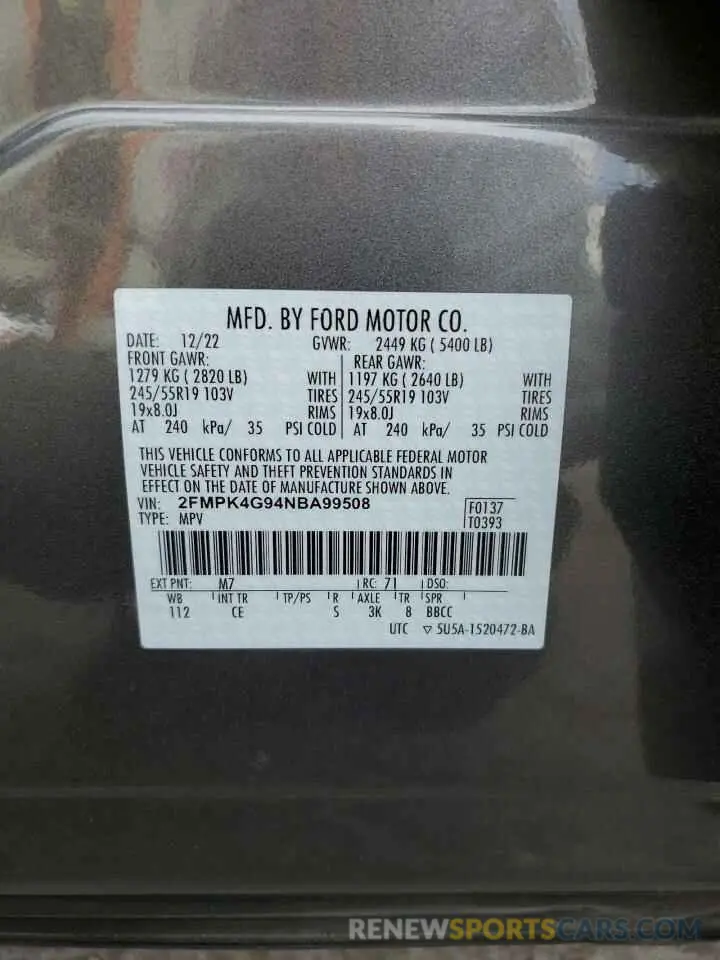 MFD. BY FORD MOTOR CO.
DATE: 12/22 GVWR: 2449 KG ( 5400 LB)
FRONT GAWR: REAR GAWR:
1279 KG ( 2820 LB) WITH 1197 KG ( 2640 LB) WITH
245/55R19 103V TIRES 245/55R19 103V TIRES
19x8.0J RIMS 19x8.0J RIMS
AT 240 kPa/ 35 PSI COLD AT 240 kPa/ 35 PSI COLD
THIS VEHICLE CONFORMS TO ALL APPLICABLE FEDERAL MOTOR
VEHICLE SAFETY AND THEFT PREVENTION STANDARDS IN
EFFECT ON THE DATE OF MANUFACTURE SHOWN ABOVE.
VIN: 2FMPK4G94NBA99508 F0137
TYPE: MPV T0393
EXT PNT: M7 RC: 71 DSO:
WB INT TR TP/PS R AXLE TR SPR
112 CE S 3K 8 BBCC
UTC ▽ 5U5A-1520472-BA
RENEWSPORTSCARS.COM